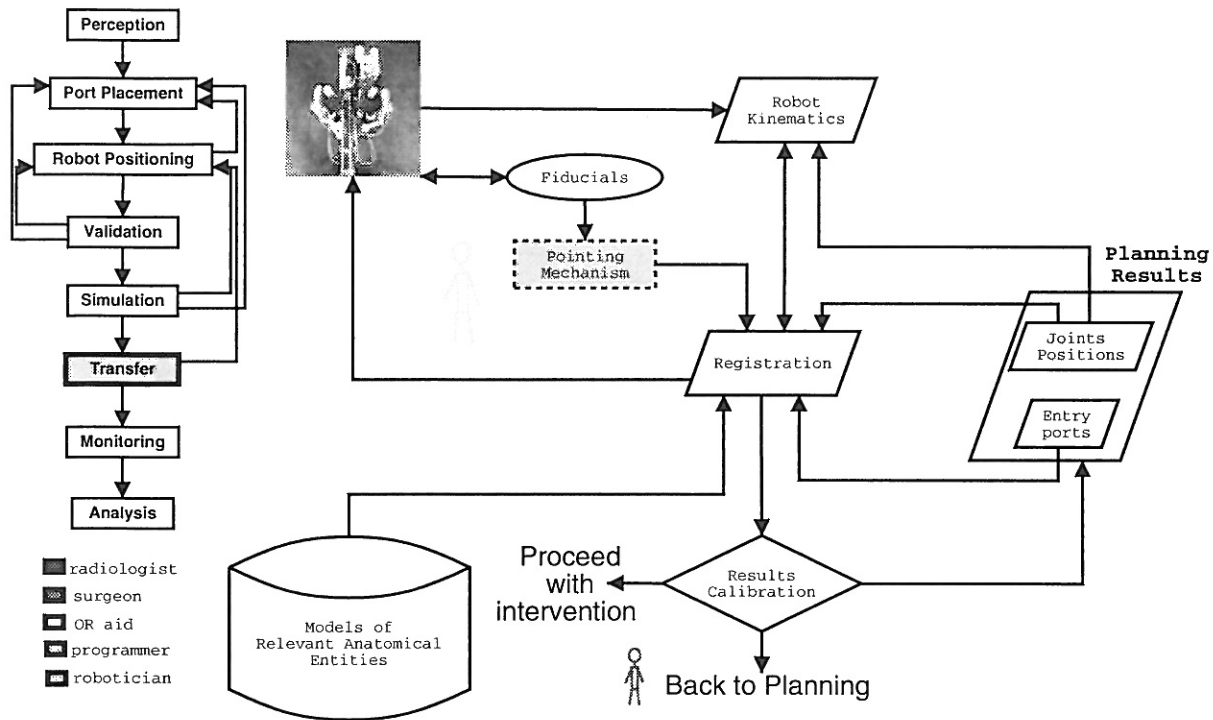 Perception
Port Placement
Robot Positioning
Validation
Simulation
Transfer
Monitoring
Analysis
radiologist
surgeon
OR aid
programmer
robotician
Robot
Kinematics
Fiducials
Pointing
Mechanism
Registration
Planning
Results
Joints
Positions
Entry
ports
Models of
Relevant Anatomical
Entities
Results
Calibration
Proceed
with
intervention
Back to Planning